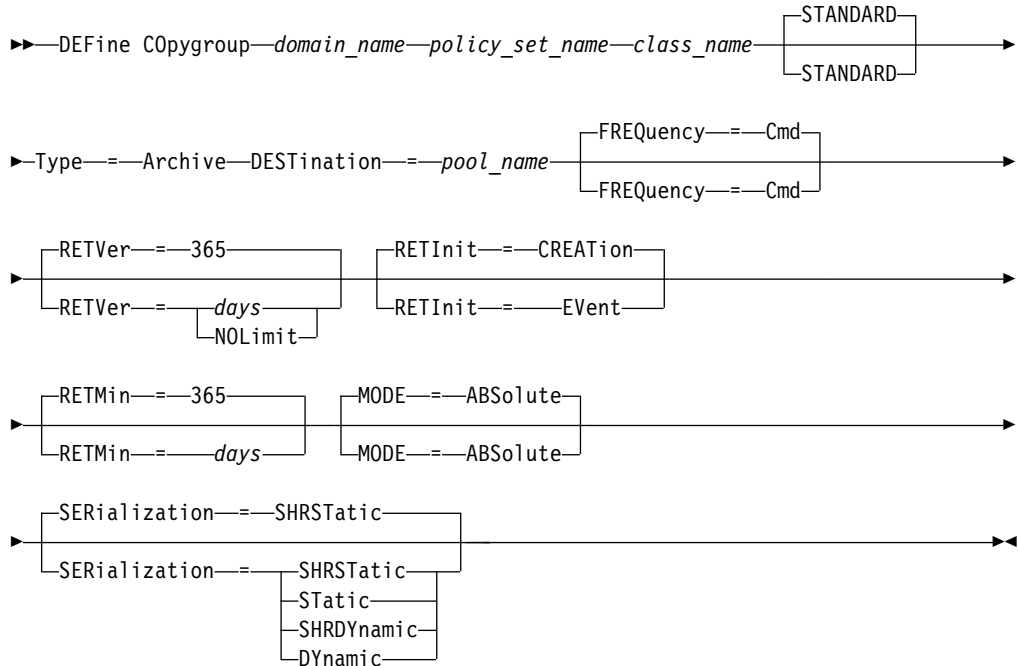 STANDARD
DEFine COpygroup domain_name policy_set_name class_name
STANDARD
FREQuency = Cmd
Type = Archive DESTination = pool_name
FREQuency = Cmd
RETVer = 365 RETInit = CREATion
RETVer = days RETInit = EVent
NOLimit
RETMin = 365 MODE = ABSolute
RETMin = days MODE = ABSolute
SERialization = SHRSTatic
SERialization = SHRSTatic
STatic
SHRDYnamic
DYnamic